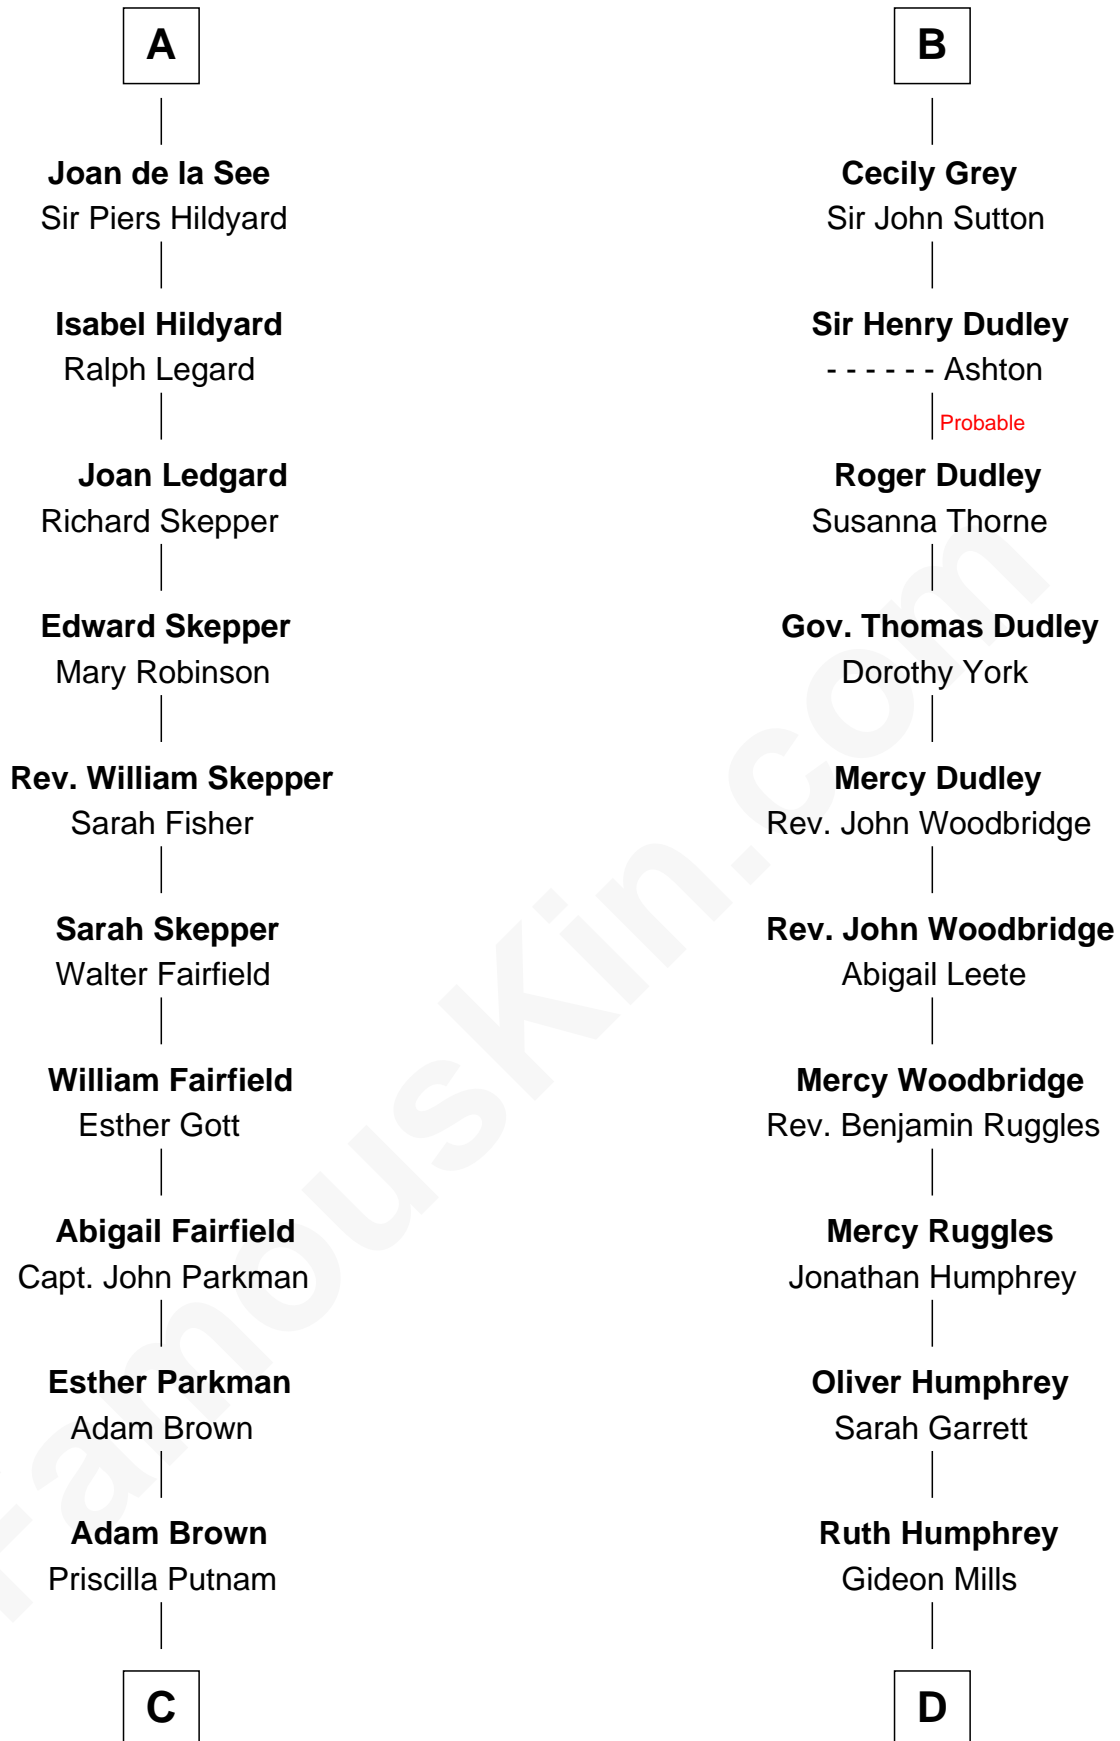 A
Joan de la See
Sir Piers Hildyard
Isabel Hildyard
Ralph Legard
Joan Ledgard
Richard Skepper
Edward Skepper
Mary Robinson
Rev. William Skepper
Sarah Fisher
Sarah Skepper
Walter Fairfield
William Fairfield
Esther Gott
Abigail Fairfield
Capt. John Parkman
Esther Parkman
Adam Brown
Adam Brown
Priscilla Putnam
C
B
Cecily Grey
Sir John Sutton
Sir Henry Dudley
- - - - - - Ashton
Probable
Roger Dudley
Susanna Thorne
Gov. Thomas Dudley
Dorothy York
Mercy Dudley
Rev. John Woodbridge
Rev. John Woodbridge
Abigail Leete
Mercy Woodbridge
Rev. Benjamin Ruggles
Mercy Ruggles
Jonathan Humphrey
Oliver Humphrey
Sarah Garrett
Ruth Humphrey
Gideon Mills
D
FamousKin.com